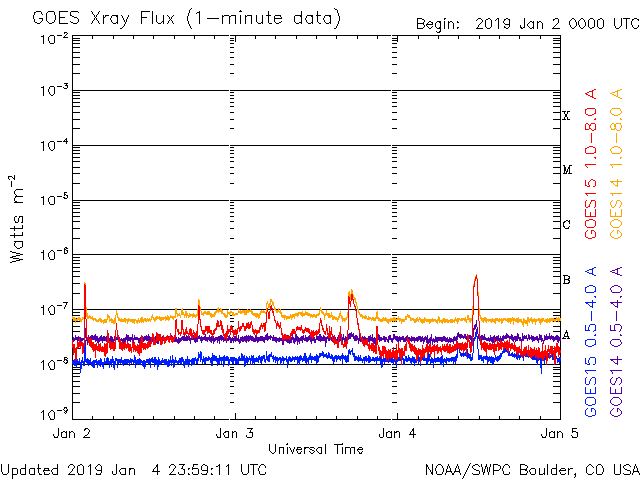 GOES Xray Flux (1-minute data)
Begin: 2019 Jan 2 0000 UTC
10⁻²
10⁻³
10⁻⁴
10⁻⁵
10⁻⁶
10⁻⁷
10⁻⁸
10⁻⁹
Watts m⁻²
X
M
C
B
A
GOES15 1.0-8.0 A
GOES14 1.0-8.0 A
GOES15 0.5-4.0 A
GOES14 0.5-4.0 A
Jan 2 Jan 3 Jan 4 Jan 5
Universal Time
Updated 2019 Jan 4 23:59:11 UTC
NOAA/SWPC Boulder, CO USA